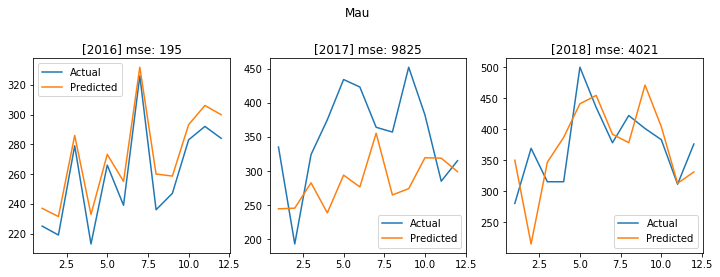 Mau
[2016] mse: 195
320
300
280
260
240
220
2.5 5.0 7.5 10.0 12.5
Actual
Predicted
[2017] mse: 9825
450
400
350
300
250
200
2.5 5.0 7.5 10.0 12.5
Actual
Predicted
[2018] mse: 4021
500
450
400
350
300
250
2.5 5.0 7.5 10.0 12.5
Actual
Predicted